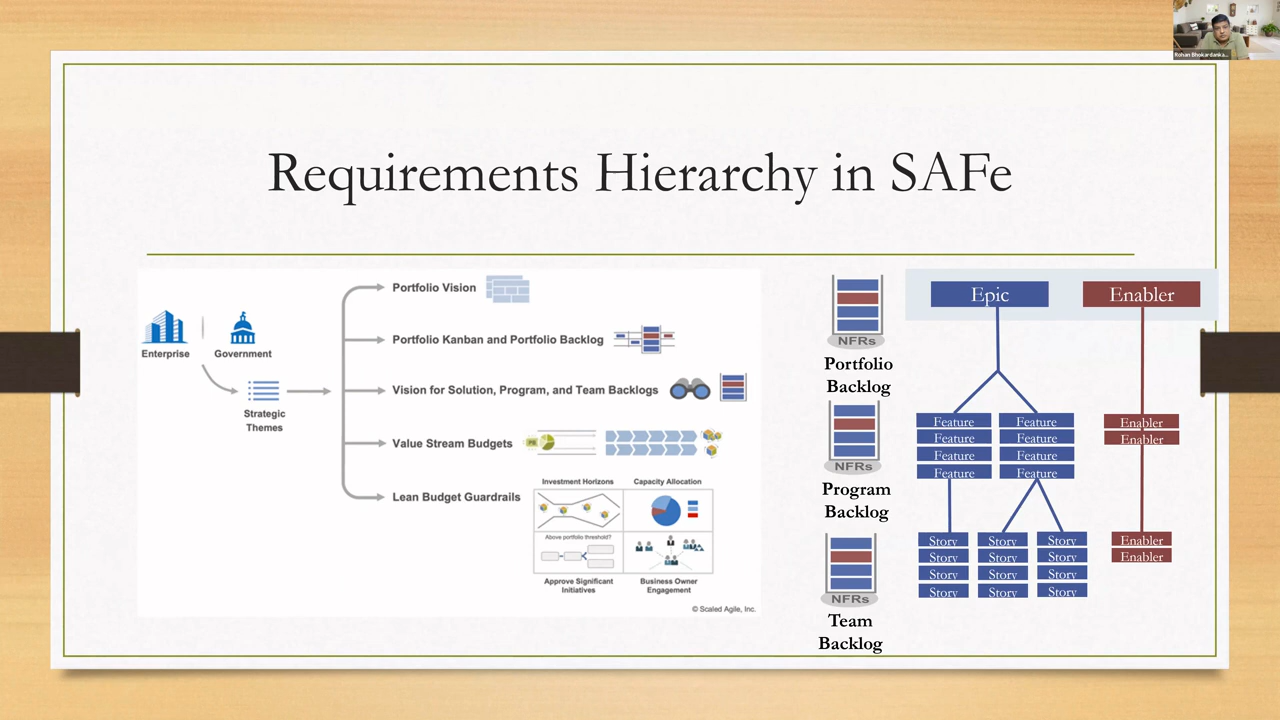 Rohan Bhokardanka...
Requirements Hierarchy in SAFe
Enterprise
Government
Strategic
Themes
Portfolio Vision
Portfolio Kanban and Portfolio Backlog
Vision for Solution, Program, and Team Backlogs
Value Stream Budgets
Lean Budget Guardrails
Investment Horizons
Capacity Allocation
Above portfolio threshold?
Approve Significant
Initiatives
Business Owner
Engagement
© Scaled Agile, Inc.
NFRs
Portfolio
Backlog
NFRs
Program
Backlog
NFRs
Team
Backlog
Epic
Enabler
Feature Feature
Feature Feature
Feature Feature
Feature Feature
Enabler
Enabler
Story Story Story
Story Story Story
Story Story Story
Story Story Story
Enabler
Enabler